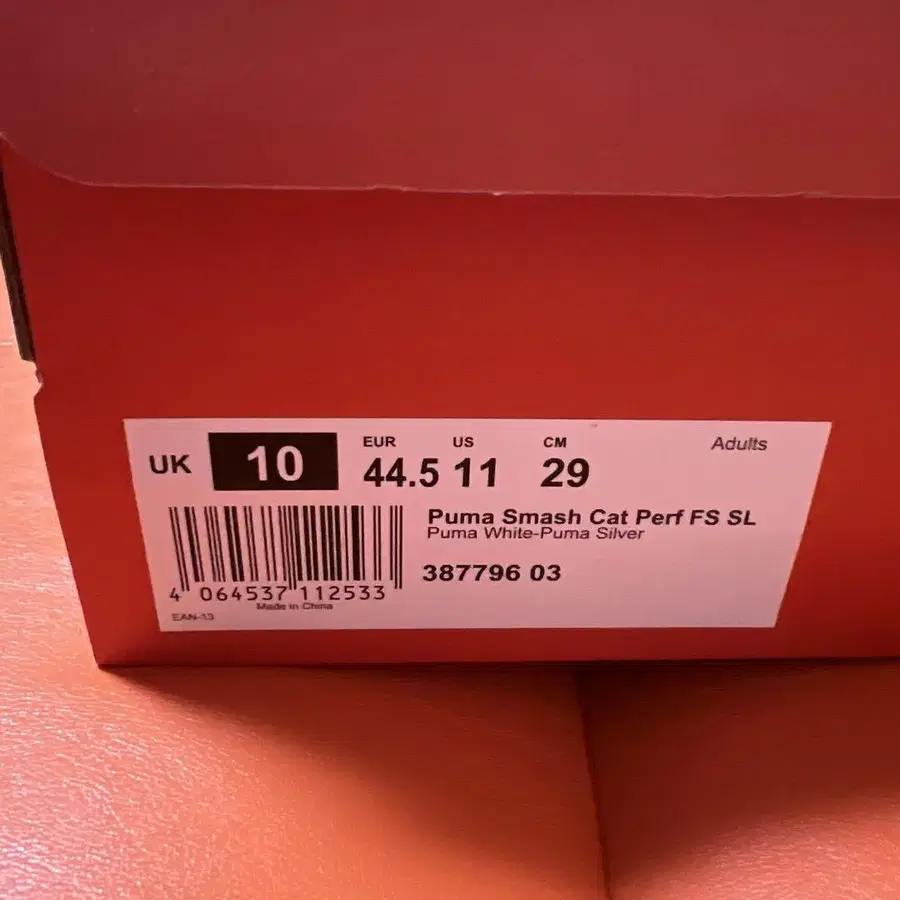 UK 10
EUR US CM Adults
44.5 11 29
Puma Smash Cat Perf FS SL
Puma White-Puma Silver
387796 03
4 064537 112533
Made in China
EAN-13